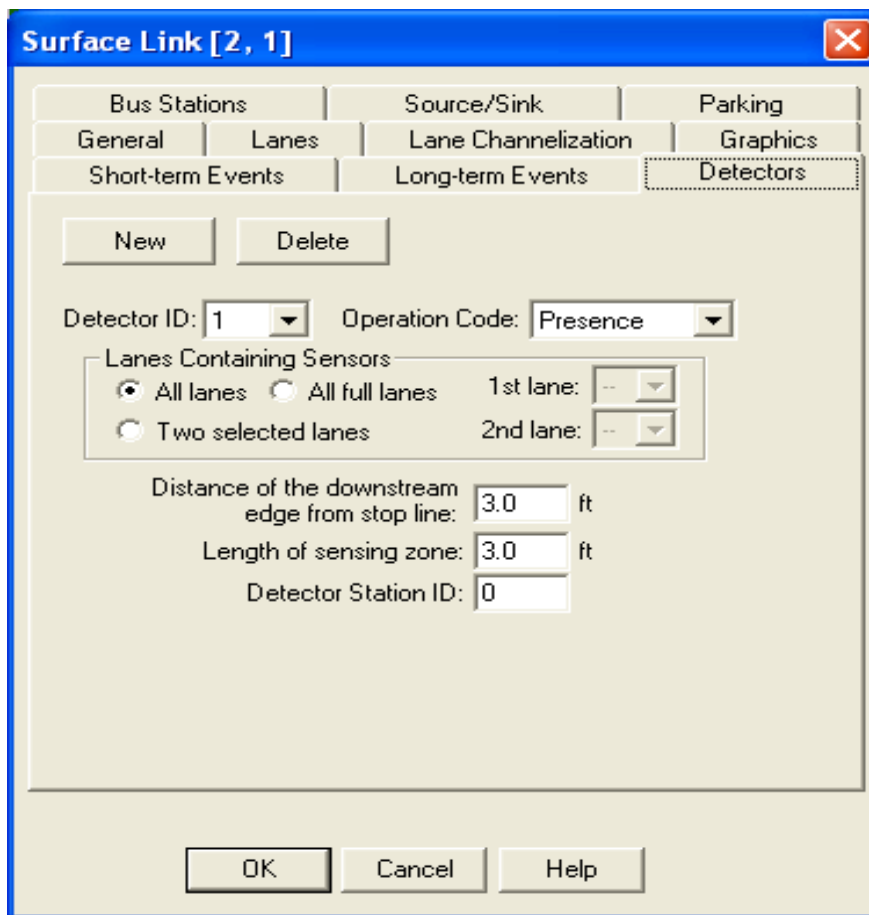 Surface Link [2, 1]
Bus Stations Source/Sink Parking
General Lanes Lane Channelization Graphics
Short-term Events Long-term Events Detectors
New Delete
Detector ID: 1 Operation Code: Presence
Lanes Containing Sensors
All lanes All full lanes 1st lane: --
Two selected lanes 2nd lane: --
Distance of the downstream
edge from stop line: 3.0 ft
Length of sensing zone: 3.0 ft
Detector Station ID: 0
OK Cancel Help